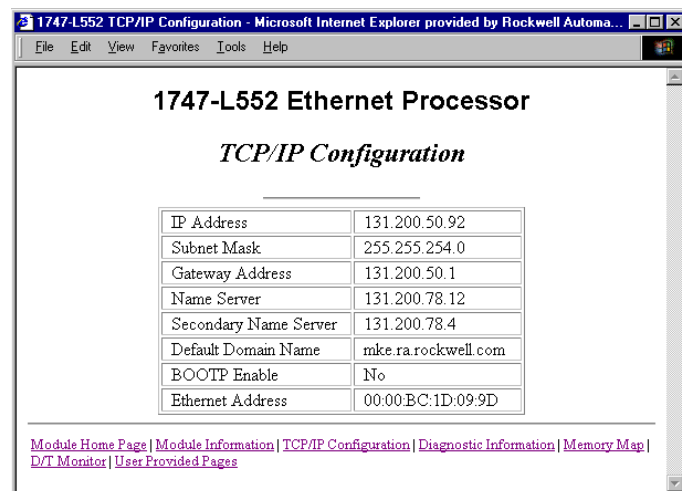 1747-L552 TCP/IP Configuration - Microsoft Internet Explorer provided by Rockwell Automa...
File Edit View Favorites Tools Help
1747-L552 Ethernet Processor
TCP/IP Configuration
IP Address 131.200.50.92
Subnet Mask 255.255.254.0
Gateway Address 131.200.50.1
Name Server 131.200.78.12
Secondary Name Server 131.200.78.4
Default Domain Name mke.ra.rockwell.com
BOOTP Enable No
Ethernet Address 00:00:BC:1D:09:9D
Module Home Page | Module Information | TCP/IP Configuration | Diagnostic Information | Memory Map |
D/T Monitor | User Provided Pages